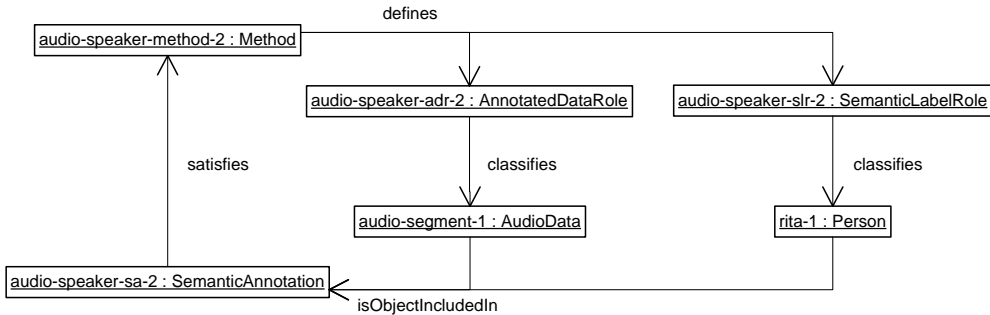 defines
audio-speaker-method-2 : Method
audio-speaker-adr-2 : AnnotatedDataRole
audio-speaker-slr-2 : SemanticLabelRole
satisfies
classifies
classifies
audio-segment-1 : AudioData
rita-1 : Person
audio-speaker-sa-2 : SemanticAnnotation
isObjectIncludedIn